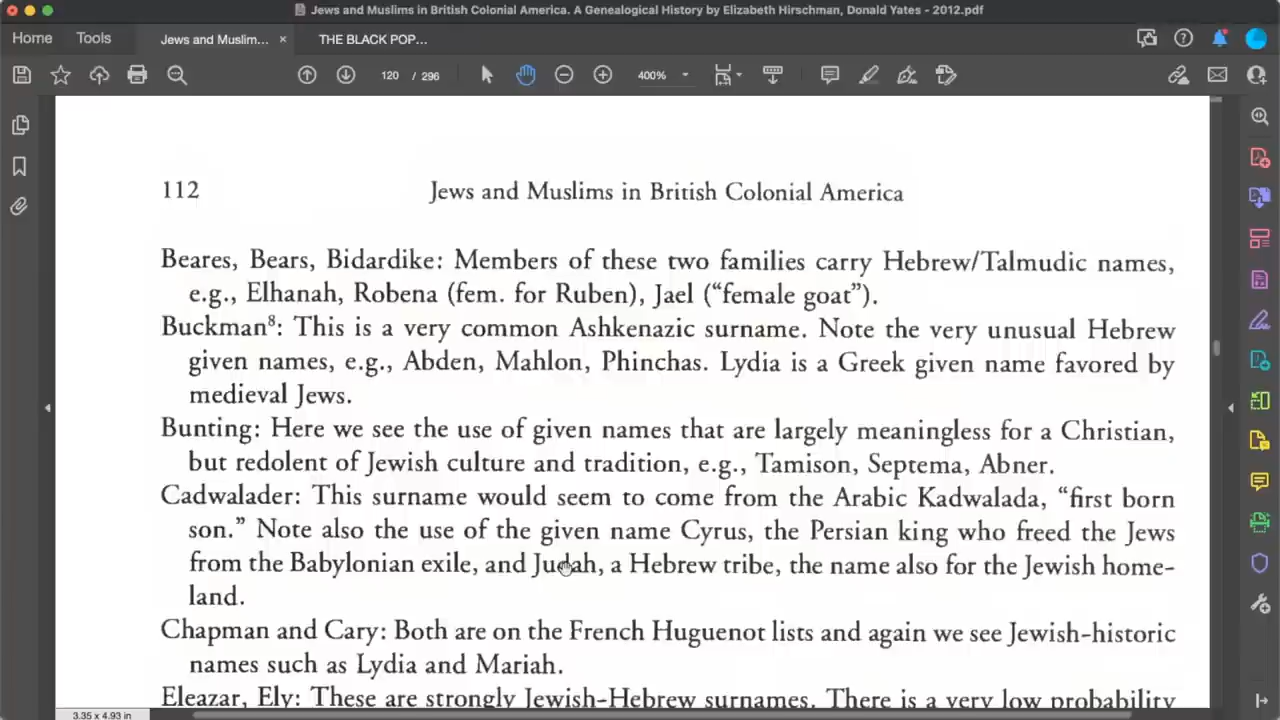 Jews and Muslims in British Colonial America. A Genealogical History by Elizabeth Hirschman, Donald Yates - 2012.pdf
Home
Tools
Jews and Muslim... ×
THE BLACK POP...
120 / 296
400%
112
Jews and Muslims in British Colonial America
Beares, Bears, Bidardike: Members of these two families carry Hebrew/Talmudic names,
e.g., Elhanah, Robena (fem. for Ruben), Jael (“female goat”).
Buckman⁸: This is a very common Ashkenazic surname. Note the very unusual Hebrew
given names, e.g., Abden, Mahlon, Phinchas. Lydia is a Greek given name favored by
medieval Jews.
Bunting: Here we see the use of given names that are largely meaningless for a Christian,
but redolent of Jewish culture and tradition, e.g., Tamison, Septema, Abner.
Cadwalader: This surname would seem to come from the Arabic Kadwalada, “first born
son.” Note also the use of the given name Cyrus, the Persian king who freed the Jews
from the Babylonian exile, and Judah, a Hebrew tribe, the name also for the Jewish home-
land.
Chapman and Cary: Both are on the French Huguenot lists and again we see Jewish-historic
names such as Lydia and Mariah.
Eleazar, Ely: These are strongly Jewish-Hebrew surnames. There is a very low probability
3.35 x 4.93 in